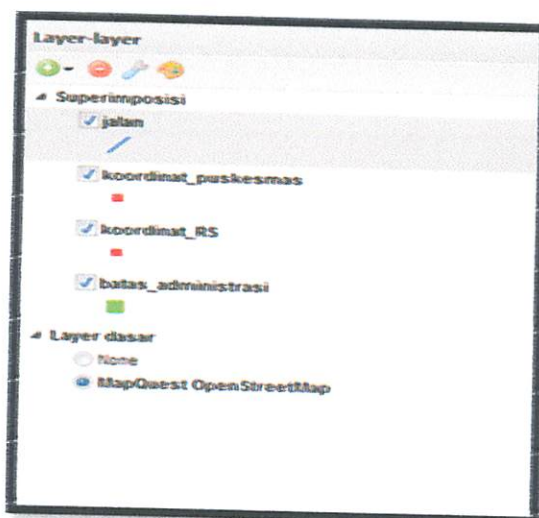 Layer-layer
Superimposisi
jalan
koordinat_puskesmas
koordinat_RS
batas_administrasi
Layer dasar
None
MapQuest OpenStreetMap